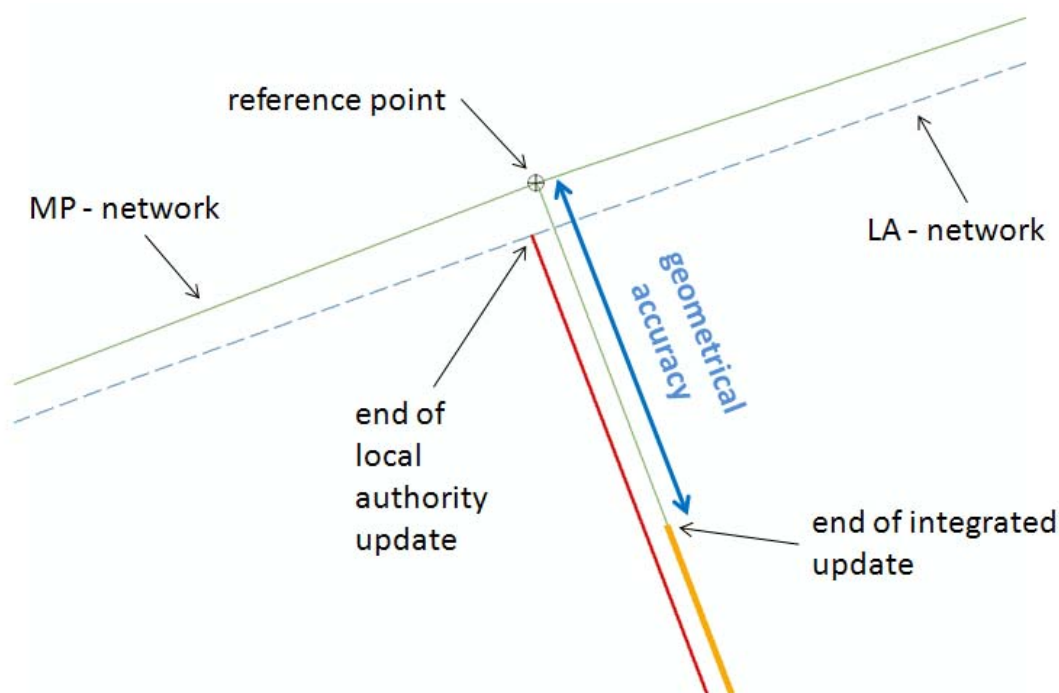 reference point
MP - network
LA - network
geometrical
accuracy
end of
local
authority
update
end of integrated
update